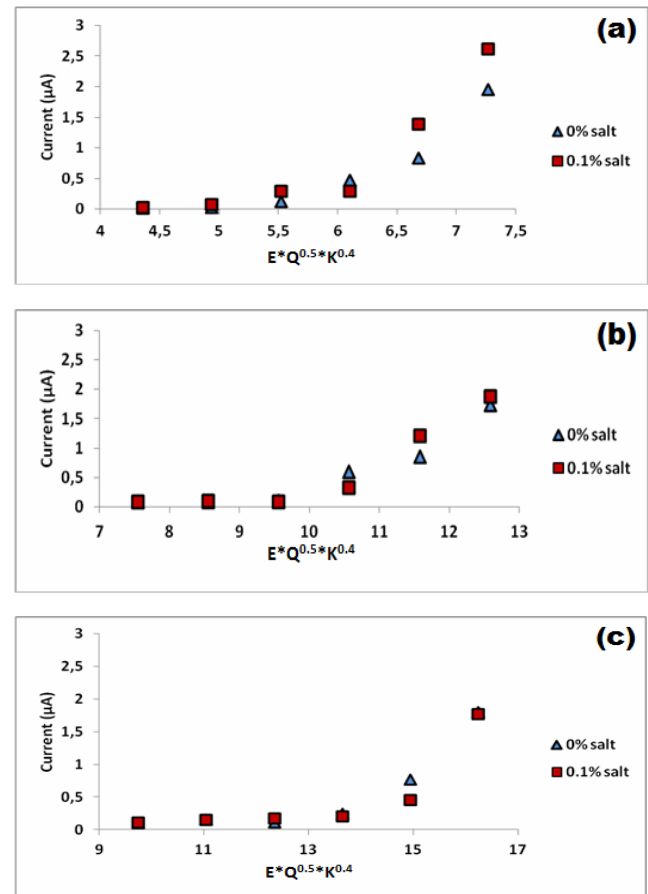 (a)
3
2,5
2
1,5
1
0,5
0
Current (µA)
4 4,5 5 5,5 6 6,5 7 7,5
E*Q^0.5*K^0.4
0% salt
0.1% salt
(b)
3
2,5
2
1,5
1
0,5
0
Current (µA)
7 8 9 10 11 12 13
E*Q^0.5*K^0.4
0% salt
0.1% salt
(c)
3
2,5
2
1,5
1
0,5
0
Current (µA)
9 11 13 15 17
E*Q^0.5*K^0.4
0% salt
0.1% salt